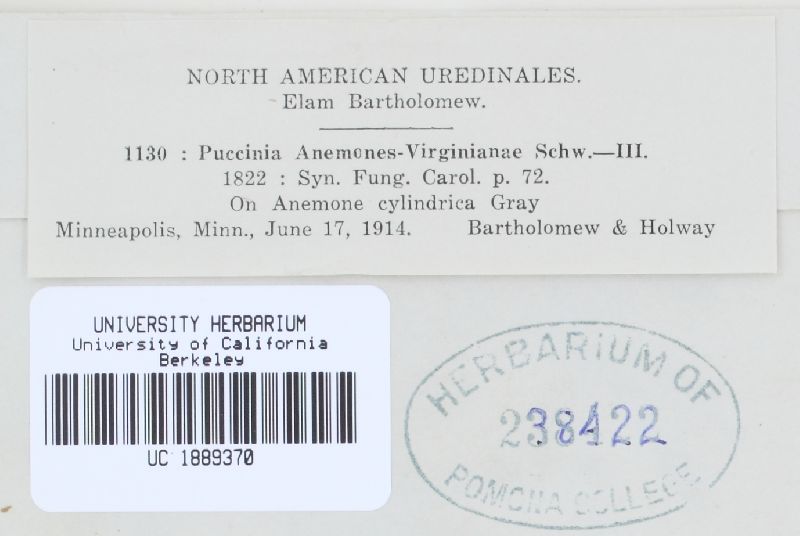 NORTH AMERICAN UREDINALES.
Elam Bartholomew.
1130 : Puccinia Anemones-Virginianae Schw.—III.
1822 : Syn. Fung. Carol. p. 72.
On Anemone cylindrica Gray
Minneapolis, Minn., June 17, 1914. Bartholomew & Holway
UNIVERSITY HERBARIUM
University of California
Berkeley
UC 1889370
HERBARIUM OF
238422
POMONA COLLEGE